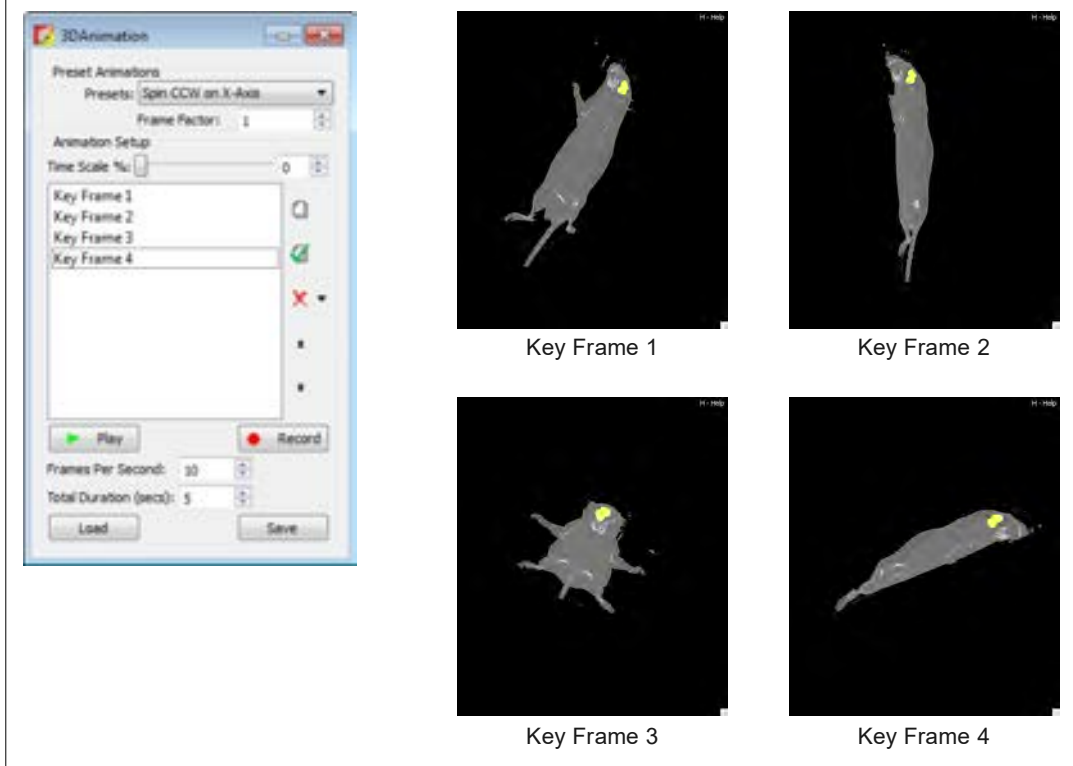 3DAnimation
Preset Animations
Presets: Spin CCW on X-Axis
Frame Factor: 1
Animation Setup
Time Scale %: 0
Key Frame 1
Key Frame 2
Key Frame 3
Key Frame 4
Play
Record
Frames Per Second: 10
Total Duration (secs): 5
Load
Save
H - Help
H - Help
Key Frame 1
Key Frame 2
H - Help
H - Help
Key Frame 3
Key Frame 4